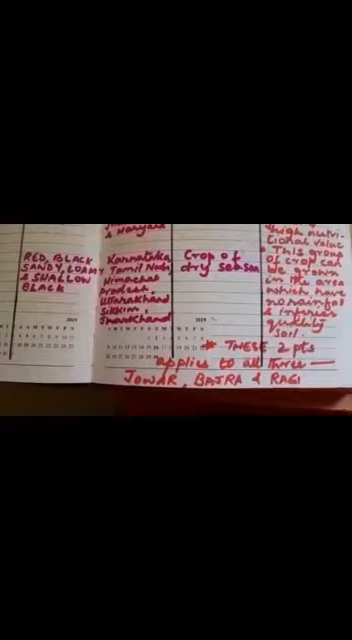 & Haryana
RED, BLACK
SANDY, LOAMY
& SHALLOW
BLACK
Karnataka,
Tamil Nadu,
Himachal
Pradesh,
Uttarakhand
Sikkim,
Jharkhand
Crop of
dry season
high nutri-
tional value
• This group
of crop can
be grown
in the area
which have
no rainfall
& inferior
quality
soil.
2019
2019
* THESE 2 pts
applies to all three —
JOWAR, BAJRA & RAGI